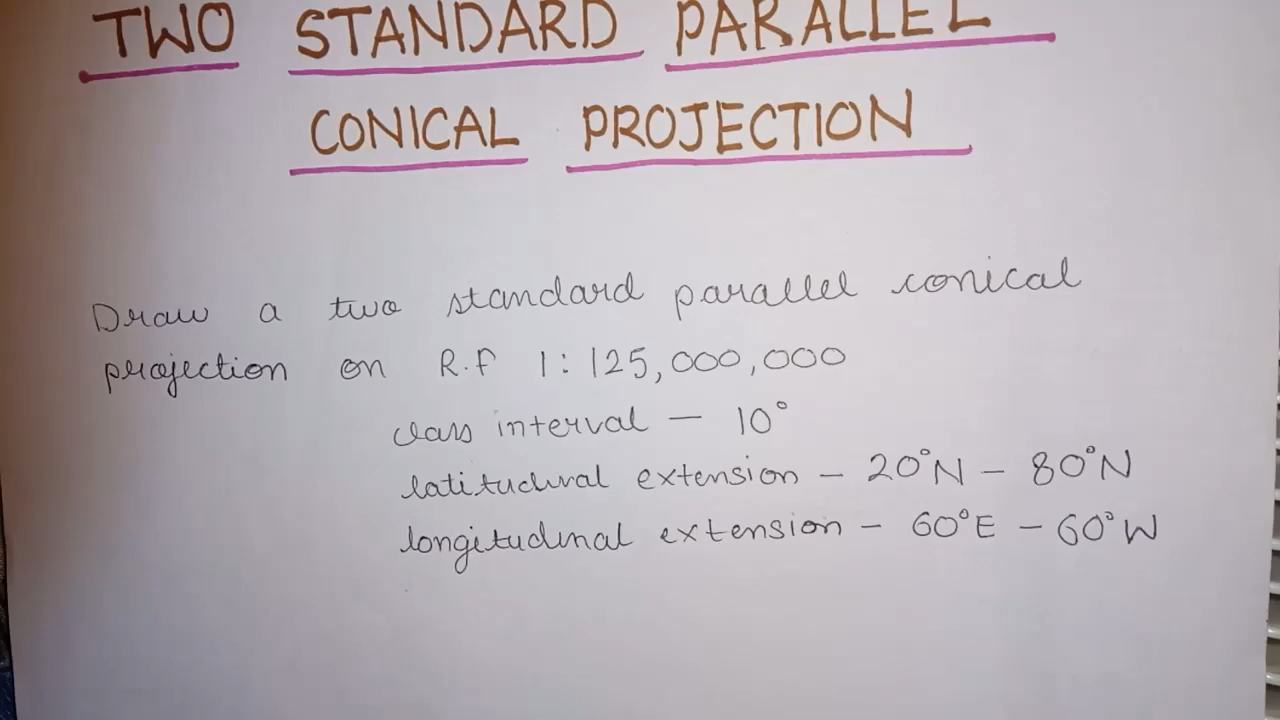 TWO STANDARD PARALLEL
CONICAL PROJECTION
Draw a two standard parallel conical
projection on R.F 1:125,000,000
class interval — 10°
latitudinal extension – 20°N – 80°N
longitudinal extension – 60°E – 60°W